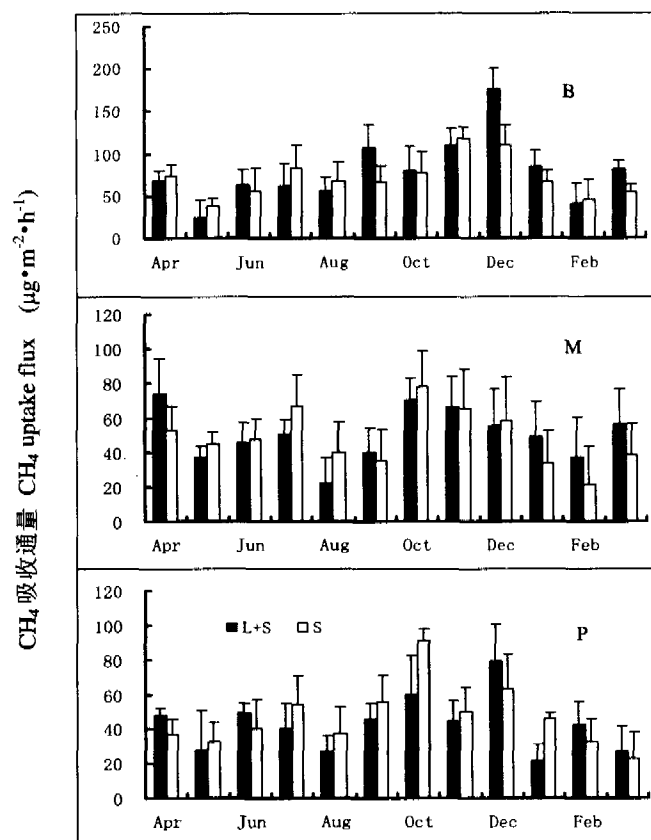 CH₄吸收通量 CH₄ uptake flux (μg•m⁻²•h⁻¹)
250
200
150
100
50
0
B
Apr Jun Aug Oct Dec Feb
120
100
80
60
40
20
0
M
Apr Jun Aug Oct Dec Feb
120
100
80
60
40
20
0
L+S S
P
Apr Jun Aug Oct Dec Feb